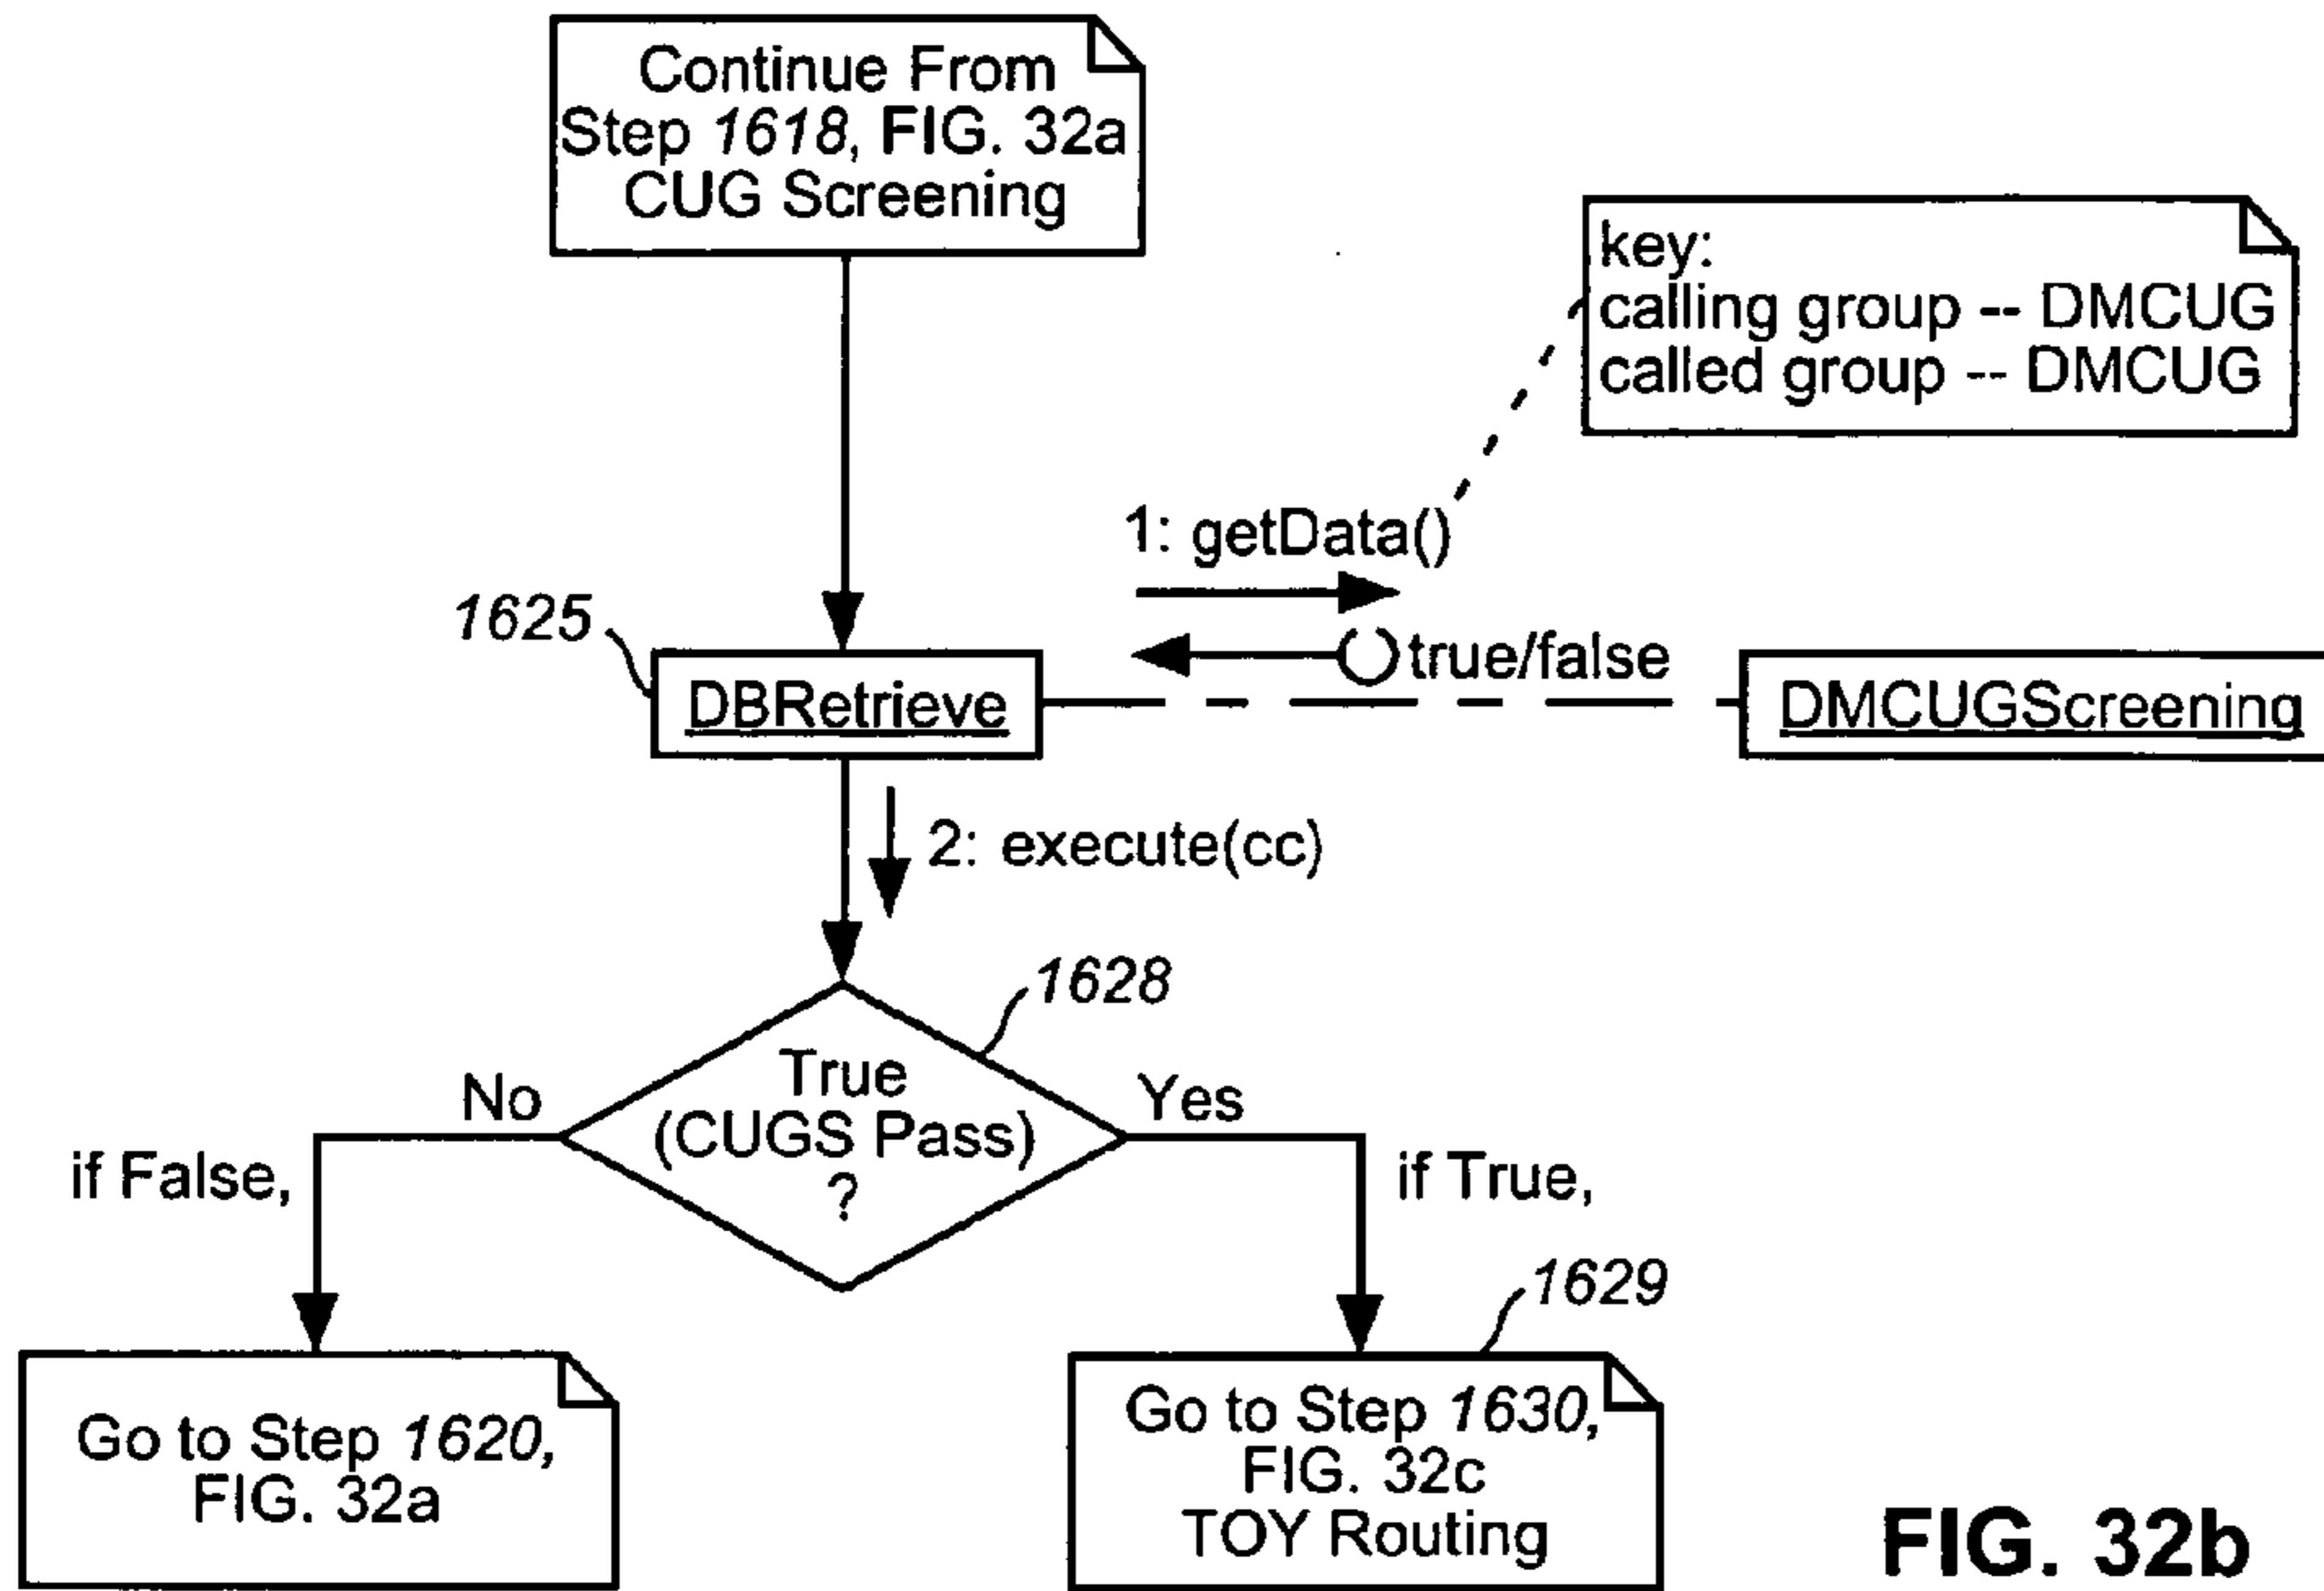 Continue From
Step 1618, FIG. 32a
CUG Screening
key:
calling group -- DMCUG
called group -- DMCUG
1: getData()
1625
true/false
DBRetrieve
DMCUGScreening
2: execute(cc)
1628
No
True
(CUGS Pass)
?
Yes
if False,
if True,
1629
Go to Step 1620,
FIG. 32a
Go to Step 1630,
FIG. 32c
TOY Routing
FIG. 32b